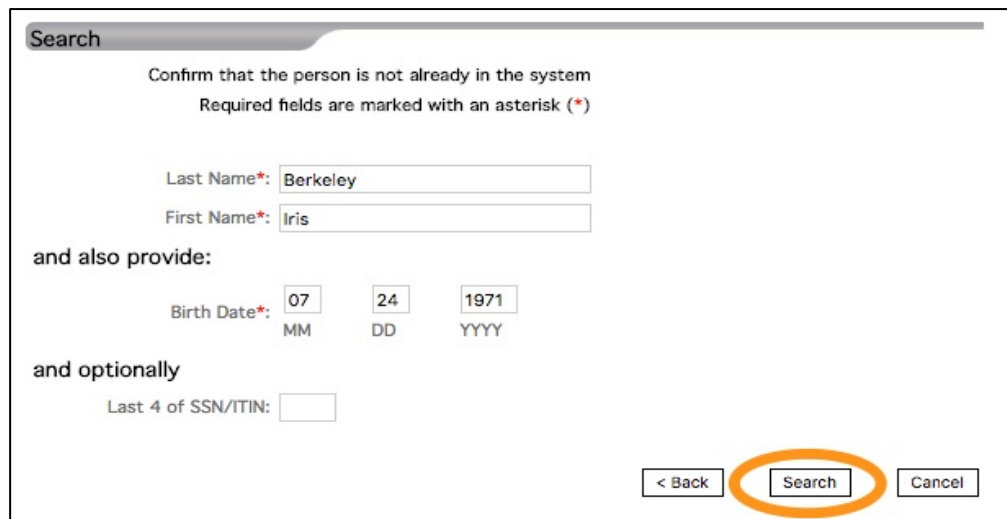 Search
Confirm that the person is not already in the system
Required fields are marked with an asterisk (*)
Last Name*: Berkeley
First Name*: Iris
and also provide:
Birth Date*: 07 24 1971
MM DD YYYY
and optionally
Last 4 of SSN/ITIN:
< Back Search Cancel